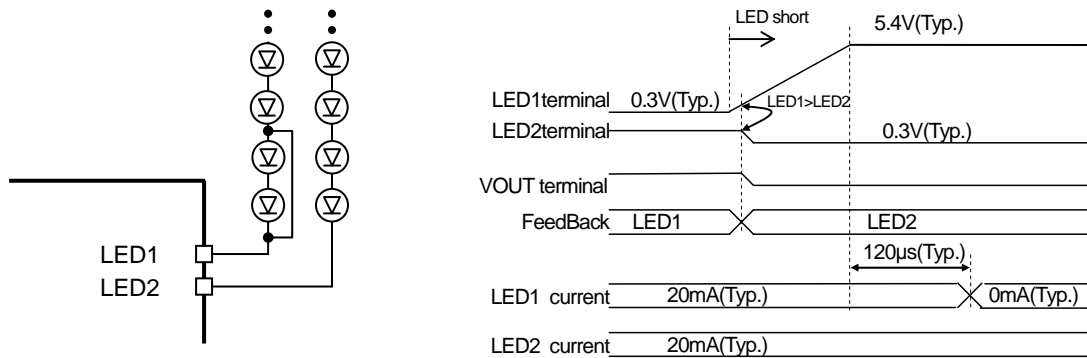 LED1
LED2
LED short
5.4V(Typ.)
LED1terminal
0.3V(Typ.)
LED1>LED2
LED2terminal
0.3V(Typ.)
VOUT terminal
FeedBack
LED1
LED2
120µs(Typ.)
LED1 current
20mA(Typ.)
0mA(Typ.)
LED2 current
20mA(Typ.)